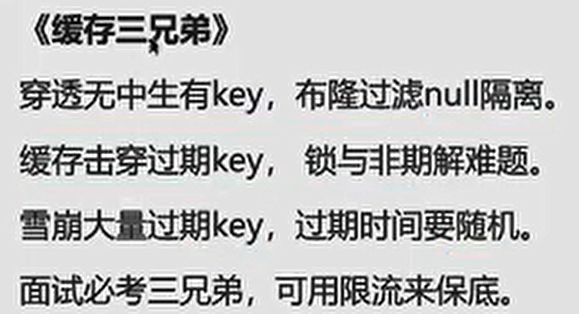 《缓存三兄弟》
穿透无中生有key，布隆过滤null隔离。
缓存击穿过期key， 锁与非期解难题。
雪崩大量过期key，过期时间要随机。
面试必考三兄弟，可用限流来保底。